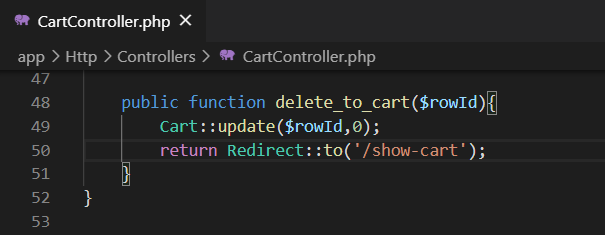 CartController.php ×
app > Http > Controllers > CartController.php
47
48 public function delete_to_cart($rowId){
49 Cart::update($rowId,0);
50 return Redirect::to('/show-cart');
51 }
52 }
53